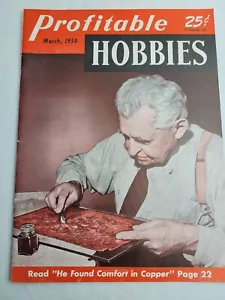 Profitable
25¢
March, 1950
HOBBIES
Read "He Found Comfort in Copper" Page 22